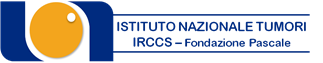 ISTITUTO NAZIONALE TUMORI
IRCCS – Fondazione Pascale